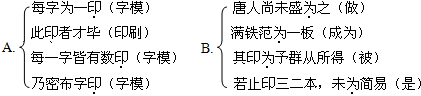 每字为一印（字模）
此印者才毕（印刷）
A.
每一字皆有数印（字模）
乃密布字印（字模）
唐人尚未盛为之（做）
满铁范为一板（成为）
B.
其印为予群从所得（被）
若止印三二本，未为简易（是）